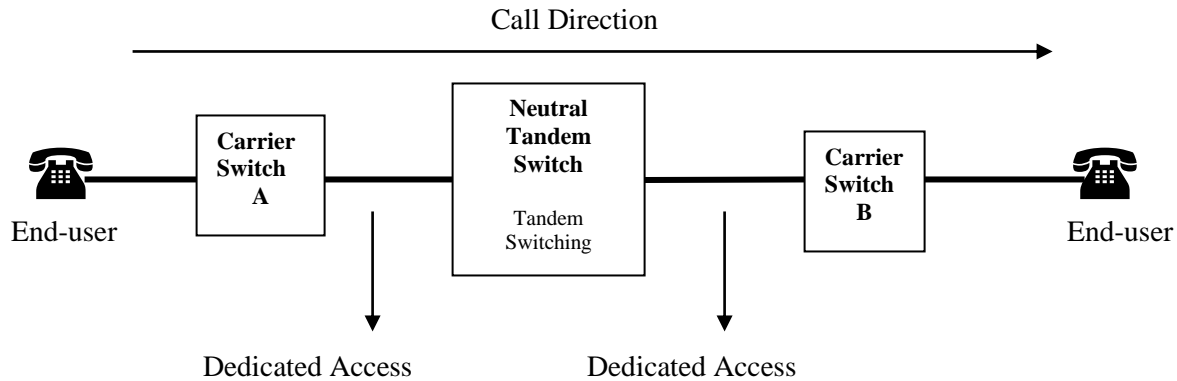 Call Direction
Neutral
Tandem
Switch
Tandem
Switching
Carrier
Switch
A
Carrier
Switch
B
End-user
End-user
Dedicated Access
Dedicated Access